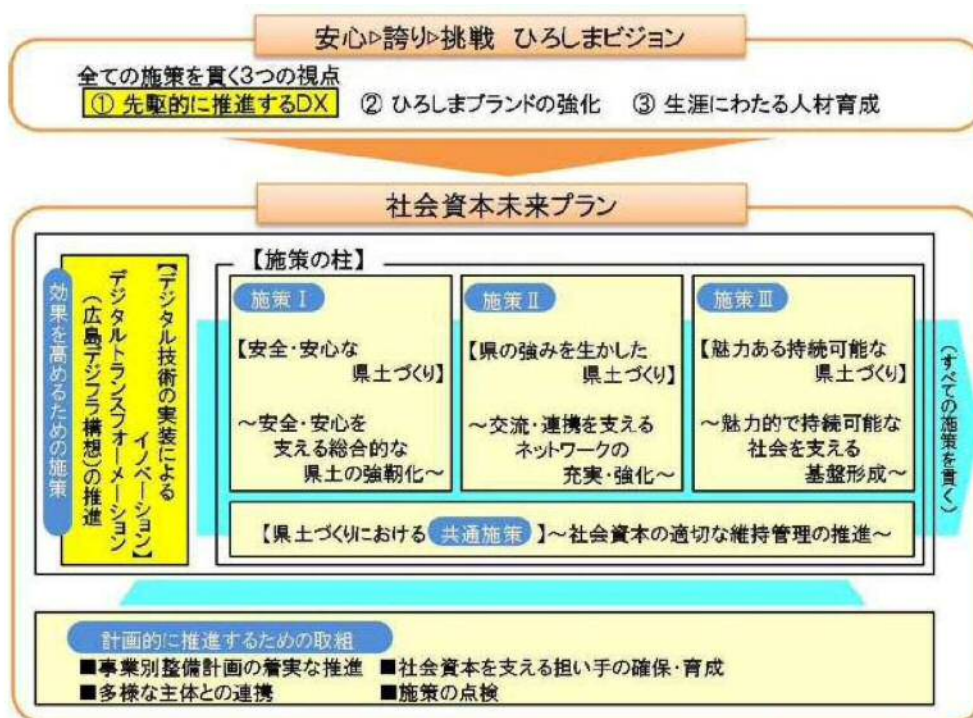 安心▷誇り▷挑戦 ひろしまビジョン
全ての施策を貫く3つの視点
① 先駆的に推進するDX ② ひろしまブランドの強化 ③ 生涯にわたる人材育成
社会資本未来プラン
効果を高めるための施策
【デジタル技術の実装による
イノベーション】
デジタルトランスフォーメーション
(広島デジフラ構想)の推進
【施策の柱】
施策Ⅰ
【安全・安心な
県土づくり】
~安全・安心を
支える総合的な
県土の強靭化~
施策Ⅱ
【県の強みを生かした
県土づくり】
~交流・連携を支える
ネットワークの
充実・強化~
施策Ⅲ
【魅力ある持続可能な
県土づくり】
~魅力的で持続可能な
社会を支える
基盤形成~
(すべての施策を貫く)
【県土づくりにおける 共通施策 】~社会資本の適切な維持管理の推進~
計画的に推進するための取組
■事業別整備計画の着実な推進 ■社会資本を支える担い手の確保・育成
■多様な主体との連携 ■施策の点検